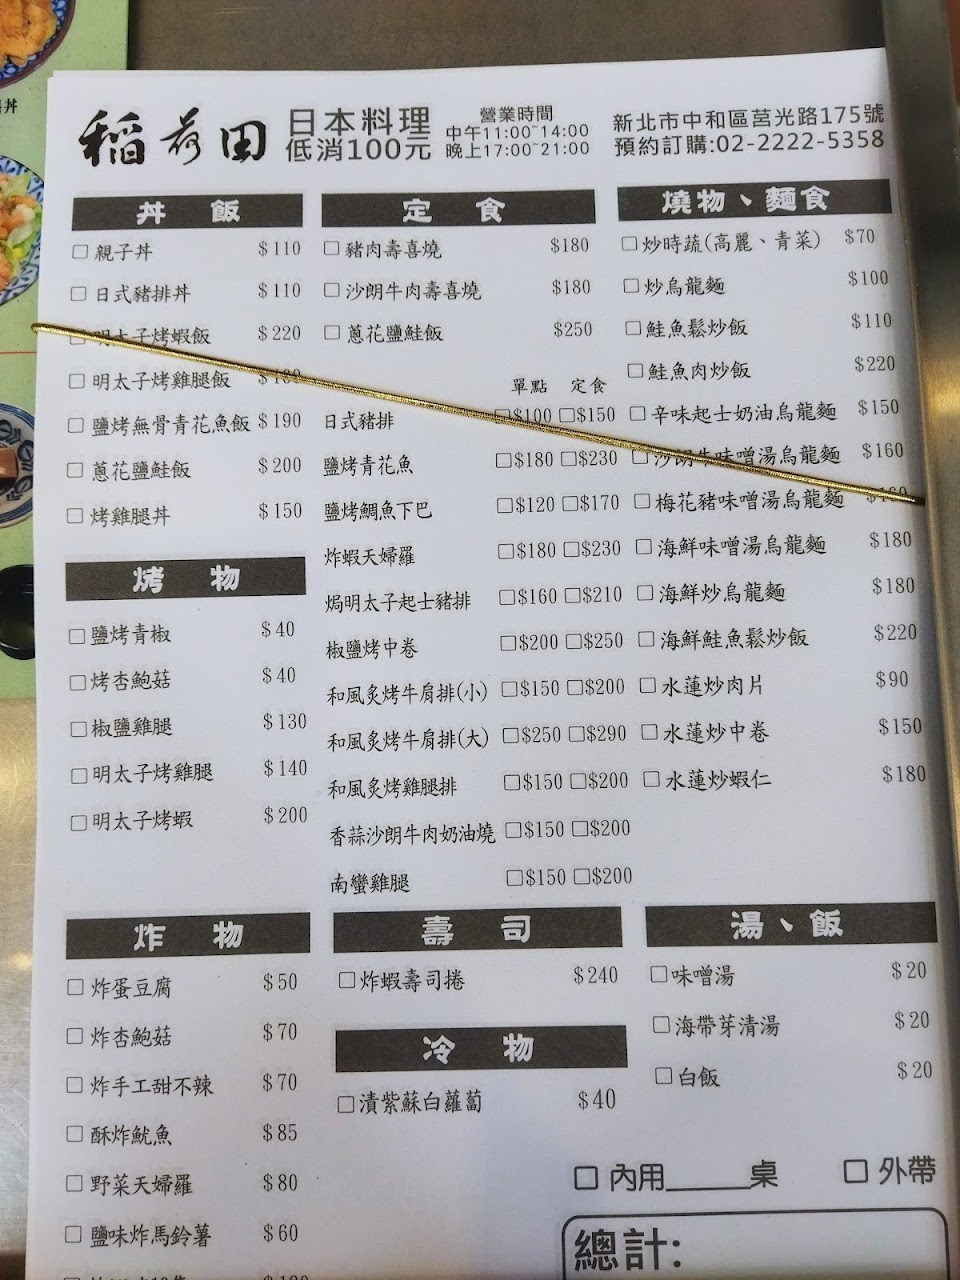 稻荷田
日本料理
低消100元
營業時間
中午11:00~14:00
晚上17:00~21:00
新北市中和區莒光路175號
預約訂購:02-2222-5358
丼 飯
□ 親子丼 $110
□ 日式豬排丼 $110
□ 明太子烤蝦飯 $220
□ 明太子烤雞腿飯
□ 鹽烤無骨青花魚飯 $190
□ 蔥花鹽鮭飯 $200
□ 烤雞腿丼 $150
烤 物
□ 鹽烤青椒 $40
□ 烤杏鮑菇 $40
□ 椒鹽雞腿 $130
□ 明太子烤雞腿 $140
□ 明太子烤蝦 $200
炸 物
□ 炸蛋豆腐 $50
□ 炸杏鮑菇 $70
□ 炸手工甜不辣 $70
□ 酥炸魷魚 $85
□ 野菜天婦羅 $80
□ 鹽味炸馬鈴薯 $60
定 食
□ 豬肉壽喜燒 $180
□ 沙朗牛肉壽喜燒 $180
□ 蔥花鹽鮭飯 $250
單點 定食
日式豬排 □$100 □$150
鹽烤青花魚 □$180 □$230
鹽烤鯛魚下巴 □$120 □$170
炸蝦天婦羅 □$180 □$230
焗明太子起士豬排 □$160 □$210
椒鹽烤中卷 □$200 □$250
和風炙烤牛肩排(小) □$150 □$200
和風炙烤牛肩排(大) □$250 □$290
和風炙烤雞腿排 □$150 □$200
香蒜沙朗牛肉奶油燒 □$150 □$200
南蠻雞腿 □$150 □$200
壽 司
□ 炸蝦壽司捲 $240
冷 物
□ 漬紫蘇白蘿蔔 $40
燒物、麵食
□ 炒時蔬(高麗、青菜) $70
□ 炒烏龍麵 $100
□ 鮭魚鬆炒飯 $110
□ 鮭魚肉炒飯 $220
□ 辛味起士奶油烏龍麵 $150
□ 沙朗牛味噌湯烏龍麵 $160
□ 梅花豬味噌湯烏龍麵
□ 海鮮味噌湯烏龍麵 $180
□ 海鮮炒烏龍麵 $180
□ 海鮮鮭魚鬆炒飯 $220
□ 水蓮炒肉片 $90
□ 水蓮炒中卷 $150
□ 水蓮炒蝦仁 $180
湯、飯
□ 味噌湯 $20
□ 海帶芽清湯 $20
□ 白飯 $20
□ 內用______桌 □ 外帶
總計:
丼